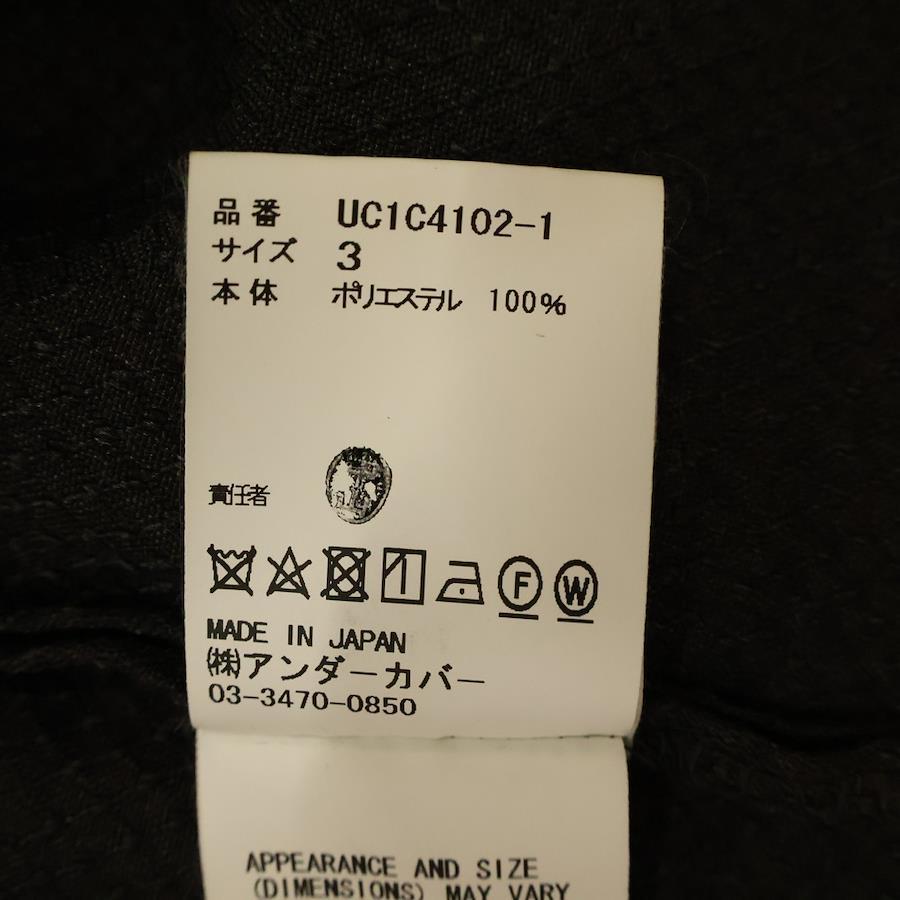 品番 UC1C4102-1
サイズ 3
本体 ポリエステル 100%
責任者
F W
MADE IN JAPAN
㈱アンダーカバー
03-3470-0850
APPEARANCE AND SIZE
(DIMENSIONS) MAY VARY